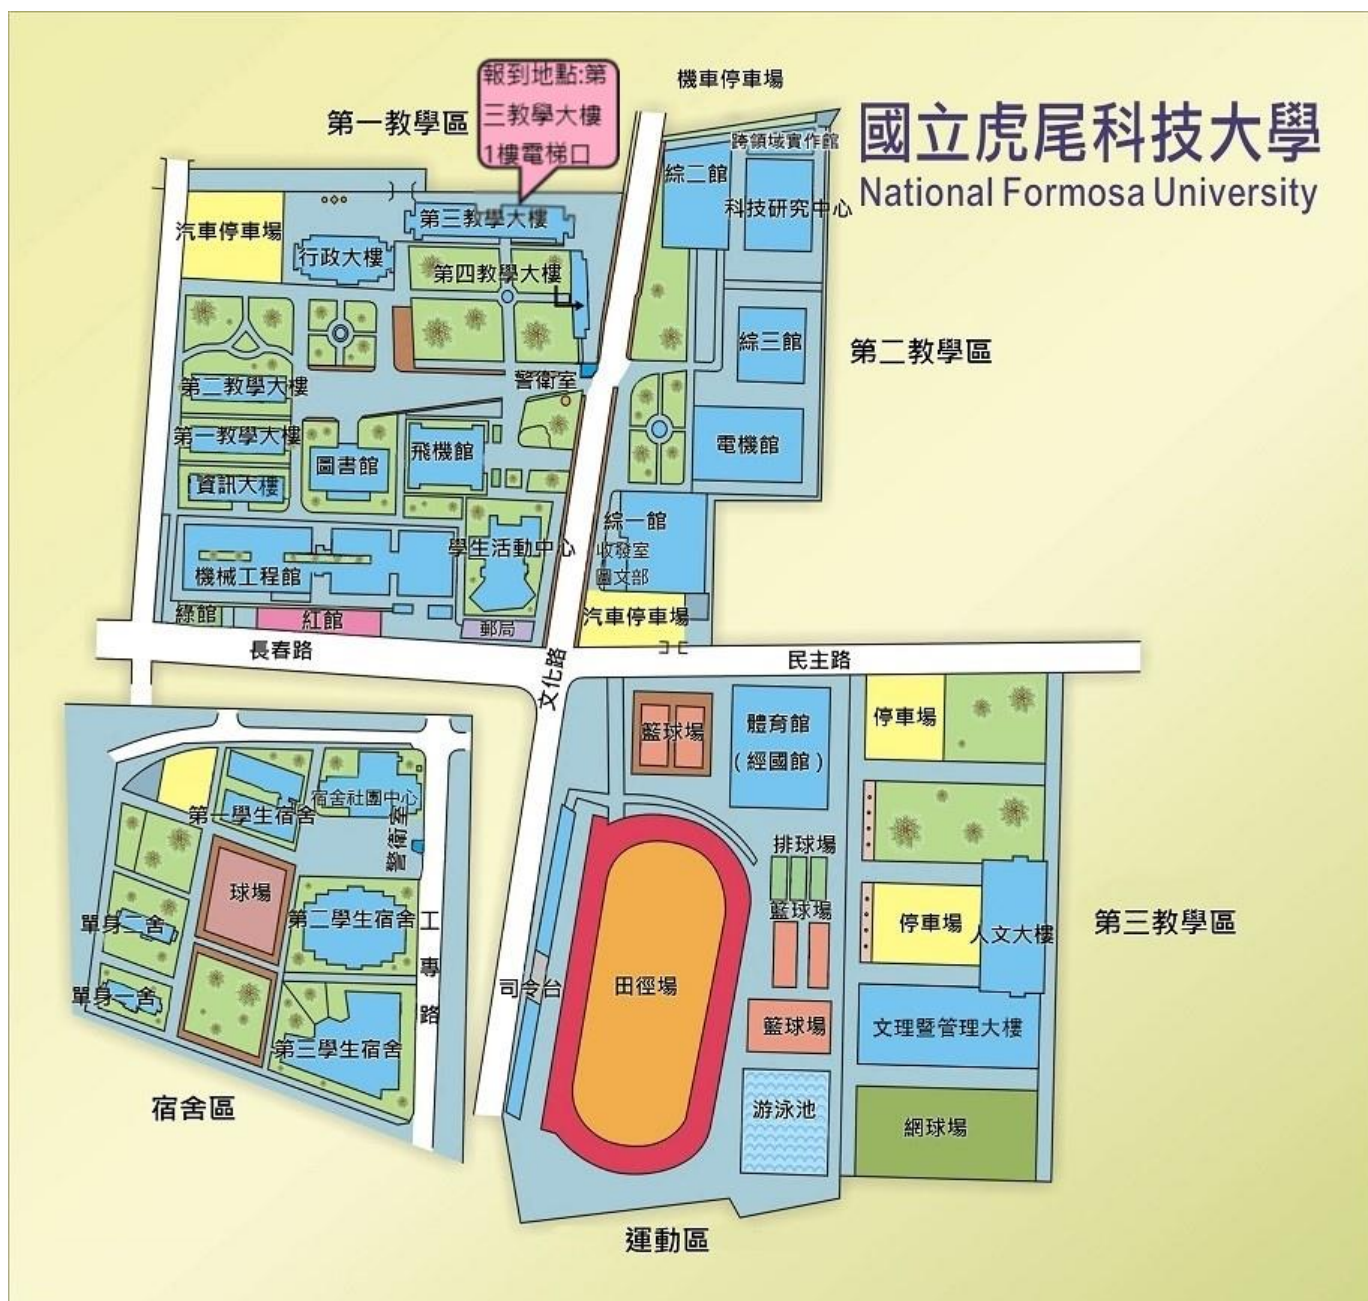 機車停車場
報到地點:第
三教學大樓
1樓電梯口
第一教學區
國立虎尾科技大學
National Formosa University
跨領域實作館
綜二館
科技研究中心
第三教學大樓
汽車停車場
行政大樓
第四教學大樓
綜三館
第二教學區
警衛室
第二教學大樓
第一教學大樓
電機館
飛機館
圖書館
資訊大樓
綜一館
收發室
圖文部
學生活動中心
機械工程館
綠館
紅館
郵局
汽車停車場
長春路
文化路
民主路
籃球場
體育館
(經國館)
停車場
宿舍社團中心
第一學生宿舍
警衛室
排球場
籃球場
球場
第二學生宿舍
單身二舍
停車場
人文大樓
第三教學區
工專路
單身一舍
司令台
田徑場
籃球場
文理暨管理大樓
第三學生宿舍
宿舍區
游泳池
網球場
運動區